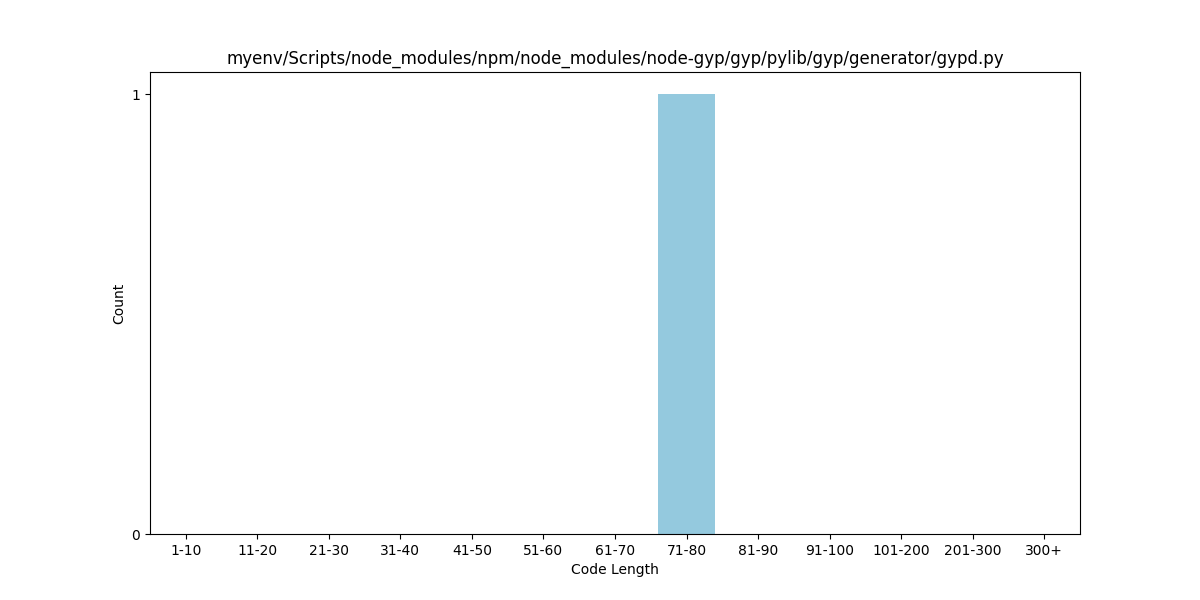 myenv/Scripts/node_modules/npm/node_modules/node-gyp/gyp/pylib/gyp/generator/gypd.py
1
Count
0
1-10 11-20 21-30 31-40 41-50 51-60 61-70 71-80 81-90 91-100 101-200 201-300 300+
Code Length